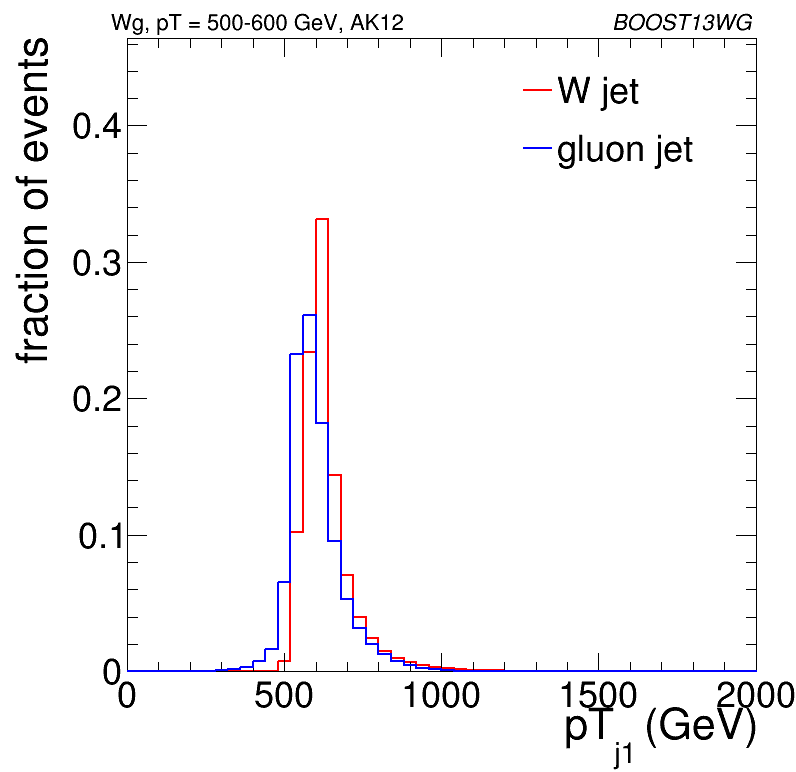 Wg, pT = 500-600 GeV, AK12
BOOST13WG
fraction of events
W jet
gluon jet
0.4
0.3
0.2
0.1
0
0 500 1000 1500 2000
pT_j1 (GeV)